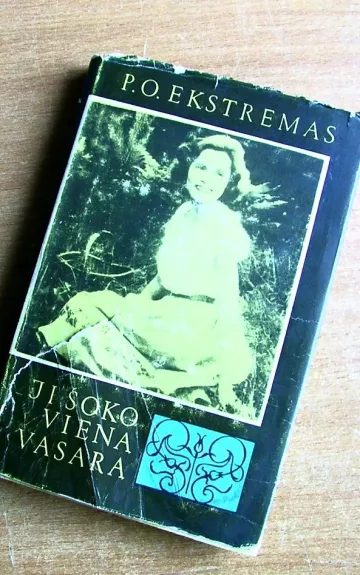 P.O. EKSTREMAS
JI ŠOKO
VIENĄ
VASARĄ